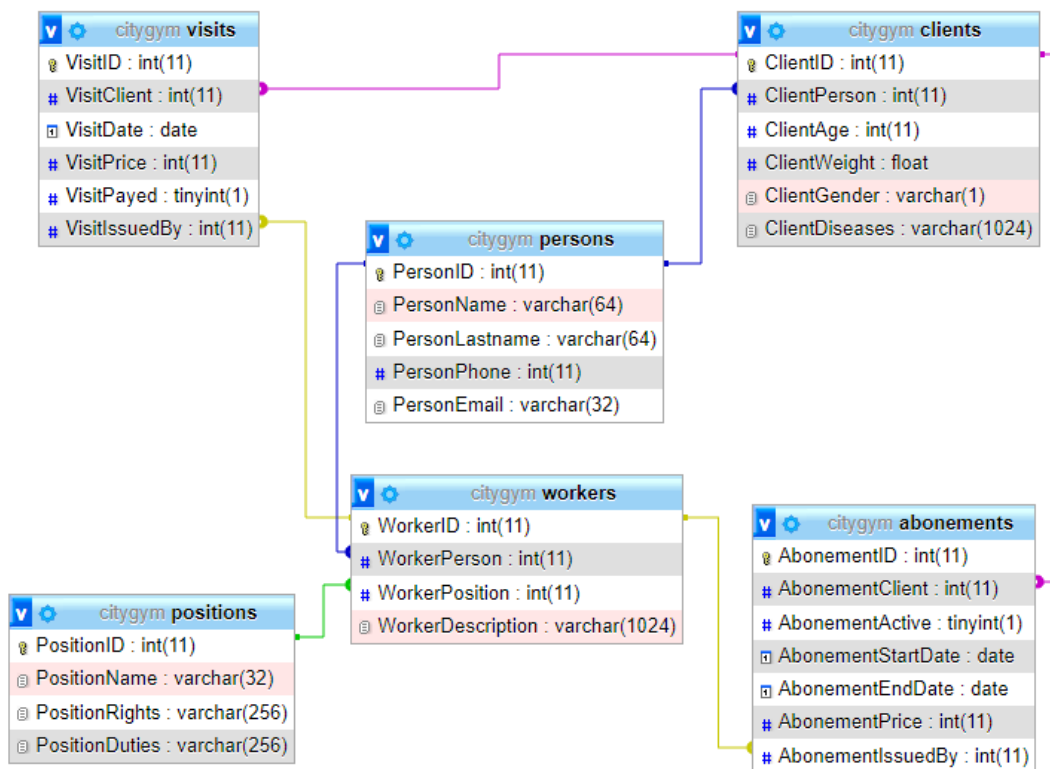 citygym visits
VisitID : int(11)
VisitClient : int(11)
VisitDate : date
VisitPrice : int(11)
VisitPayed : tinyint(1)
VisitIssuedBy : int(11)
citygym clients
ClientID : int(11)
ClientPerson : int(11)
ClientAge : int(11)
ClientWeight : float
ClientGender : varchar(1)
ClientDiseases : varchar(1024)
citygym persons
PersonID : int(11)
PersonName : varchar(64)
PersonLastname : varchar(64)
PersonPhone : int(11)
PersonEmail : varchar(32)
citygym workers
WorkerID : int(11)
WorkerPerson : int(11)
WorkerPosition : int(11)
WorkerDescription : varchar(1024)
citygym positions
PositionID : int(11)
PositionName : varchar(32)
PositionRights : varchar(256)
PositionDuties : varchar(256)
citygym abonements
AbonementID : int(11)
AbonementClient : int(11)
AbonementActive : tinyint(1)
AbonementStartDate : date
AbonementEndDate : date
AbonementPrice : int(11)
AbonementIssuedBy : int(11)